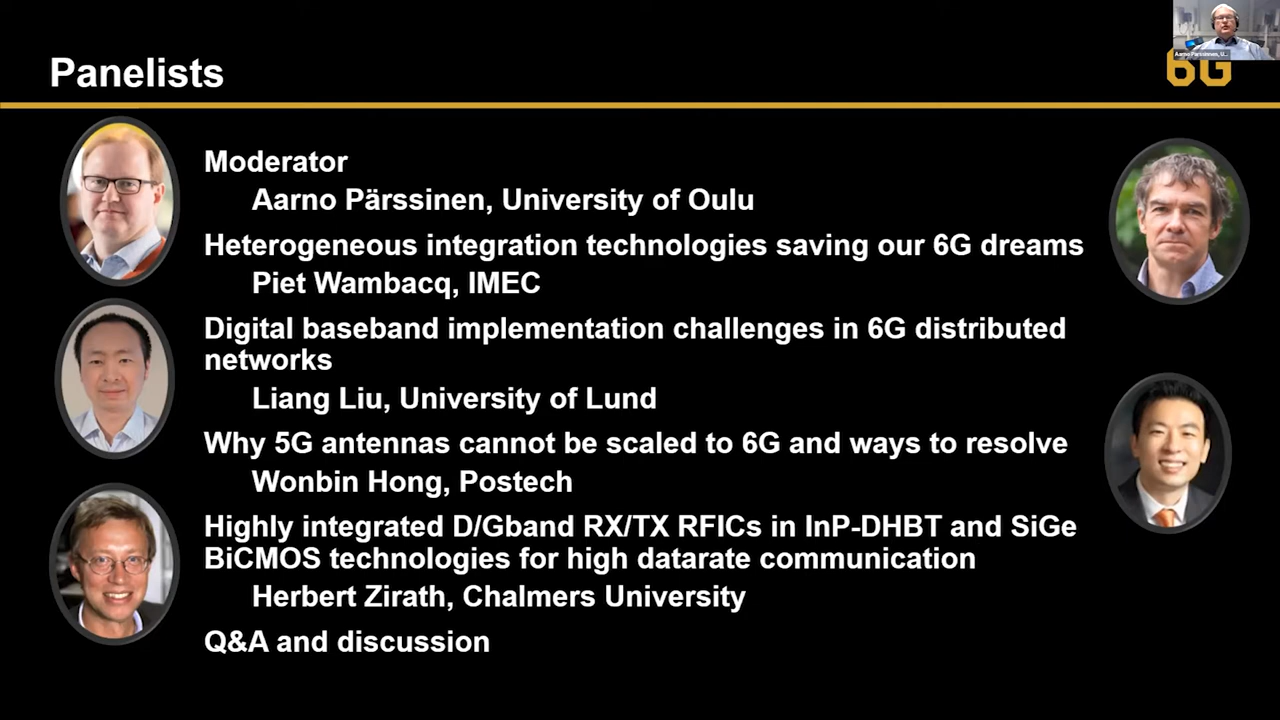 Panelists
Aarno Pärssinen, U...
6G
Moderator
Aarno Pärssinen, University of Oulu
Heterogeneous integration technologies saving our 6G dreams
Piet Wambacq, IMEC
Digital baseband implementation challenges in 6G distributed
networks
Liang Liu, University of Lund
Why 5G antennas cannot be scaled to 6G and ways to resolve
Wonbin Hong, Postech
Highly integrated D/Gband RX/TX RFICs in InP-DHBT and SiGe
BiCMOS technologies for high datarate communication
Herbert Zirath, Chalmers University
Q&A and discussion